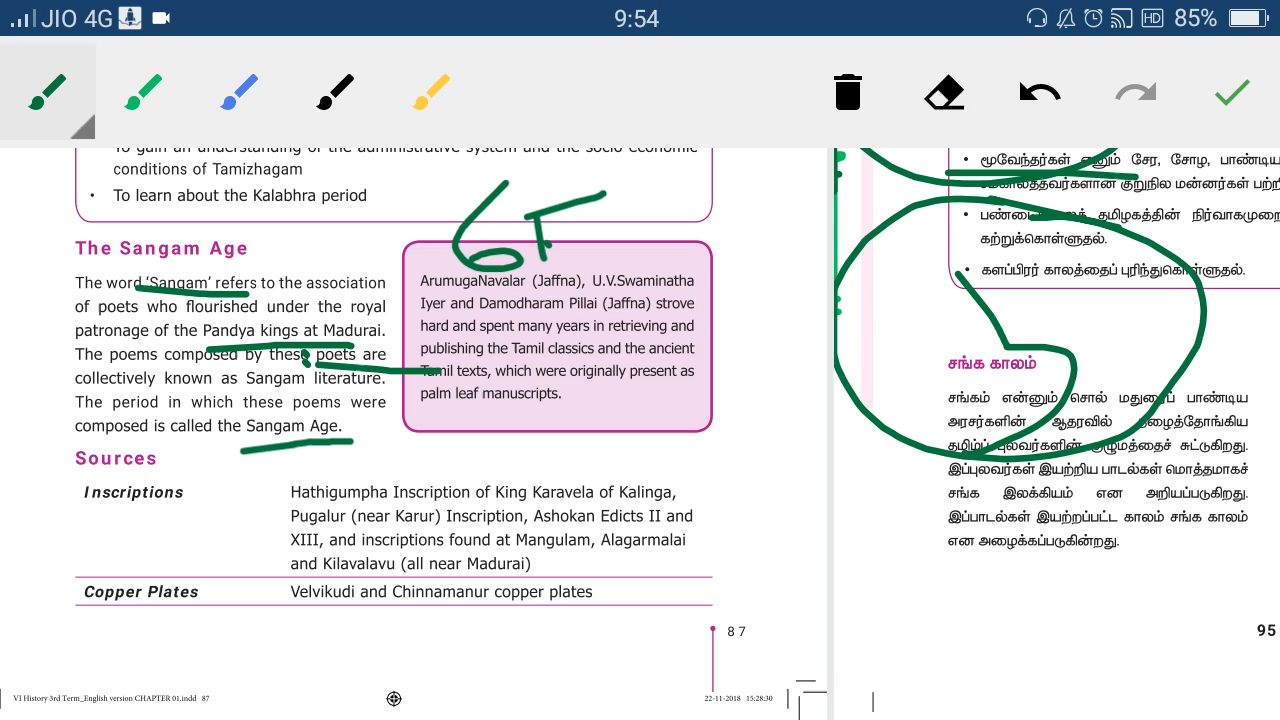 JIO 4G
9:54
HD 85%
To gain an understanding of the administrative system and the socio-economic
conditions of Tamizhagam
• To learn about the Kalabhra period
65
The Sangam Age
The word 'Sangam' refers to the association
of poets who flourished under the royal
patronage of the Pandya kings at Madurai.
The poems composed by these poets are
collectively known as Sangam literature.
The period in which these poems were
composed is called the Sangam Age.
ArumugaNavalar (Jaffna), U.V.Swaminatha
Iyer and Damodharam Pillai (Jaffna) strove
hard and spent many years in retrieving and
publishing the Tamil classics and the ancient
Tamil texts, which were originally present as
palm leaf manuscripts.
Sources
Inscriptions
Hathigumpha Inscription of King Karavela of Kalinga,
Pugalur (near Karur) Inscription, Ashokan Edicts II and
XIII, and inscriptions found at Mangulam, Alagarmalai
and Kilavalavu (all near Madurai)
Copper Plates
Velvikudi and Chinnamanur copper plates
87
VI History 3rd Term_English version CHAPTER 01.indd 87
22-11-2018 15:28:30
• மூவேந்தர்கள் எனும் சேர, சோழ, பாண்டிய
குறுநில மன்னர்கள்
• தமிழகத்தின் நிர்வாகமுறை
கற்றுக்கொள்ளுதல்.
• களப்பிரர் காலத்தைப் புரிந்துகொள்ளுதல்.
சங்க காலம்
சங்கம் என்னும் சொல் மதுரைப் பாண்டிய
அரசர்களின் ஆதரவில் தழைத்தோங்கிய
தமிழ்ப் புலவர்களின் குழுமத்தைச் சுட்டுகிறது.
இப்புலவர்கள் இயற்றிய பாடல்கள் மொத்தமாகச்
சங்க இலக்கியம் என அறியப்படுகிறது.
இப்பாடல்கள் இயற்றப்பட்ட காலம் சங்க காலம்
என அழைக்கப்படுகின்றது.
95